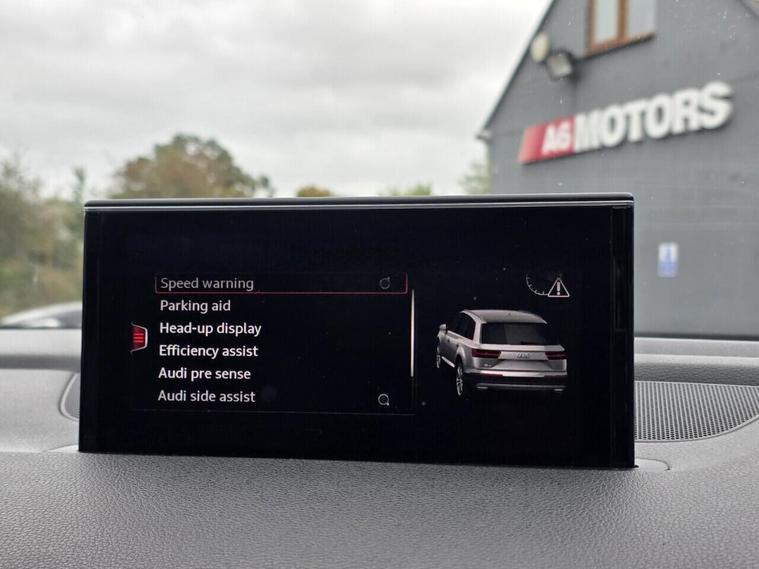 A6 MOTORS
Speed warning
Parking aid
Head-up display
Efficiency assist
Audi pre sense
Audi side assist